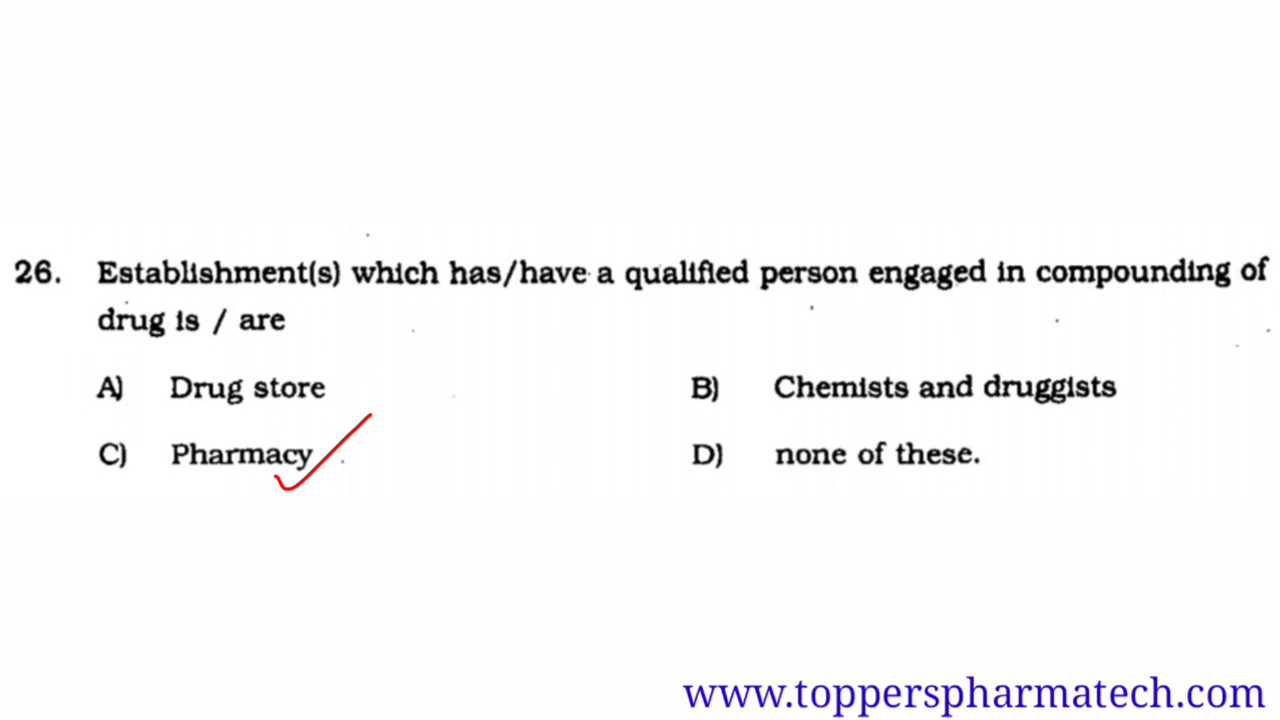 26. Establishment(s) which has/have a qualified person engaged in compounding of
drug is / are
A) Drug store B) Chemists and druggists
C) Pharmacy D) none of these.
www.topperspharmatech.com